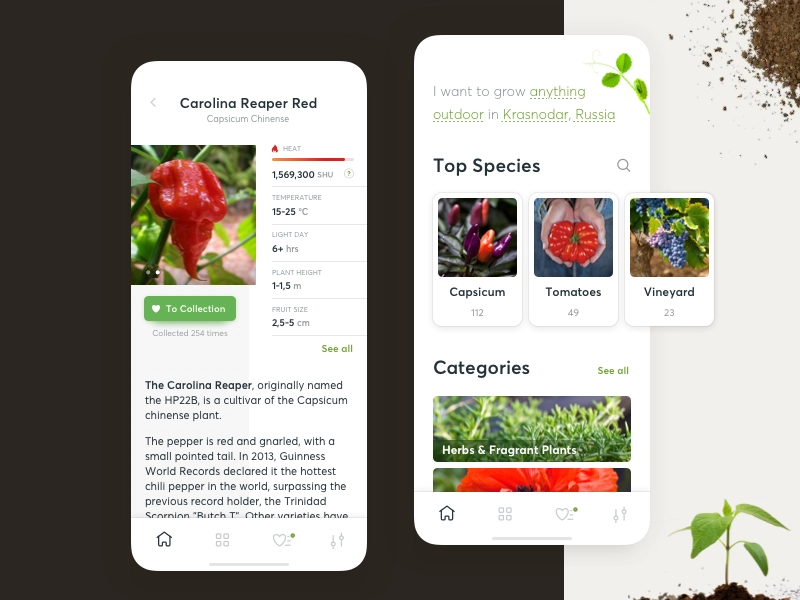 Carolina Reaper Red
Capsicum Chinense
HEAT
1,569,300 SHU ?
TEMPERATURE
15-25 °C
LIGHT DAY
6+ hrs
PLANT HEIGHT
1-1,5 m
FRUIT SIZE
2,5-5 cm
See all
To Collection
Collected 254 times
The Carolina Reaper, originally named
the HP22B, is a cultivar of the Capsicum
chinense plant.
The pepper is red and gnarled, with a
small pointed tail. In 2013, Guinness
World Records declared it the hottest
chili pepper in the world, surpassing the
previous record holder, the Trinidad
Scorpion "Butch T". Other varieties have
I want to grow anything
outdoor in Krasnodar, Russia
Top Species
Capsicum
112
Tomatoes
49
Vineyard
23
Categories
See all
Herbs & Fragrant Plants